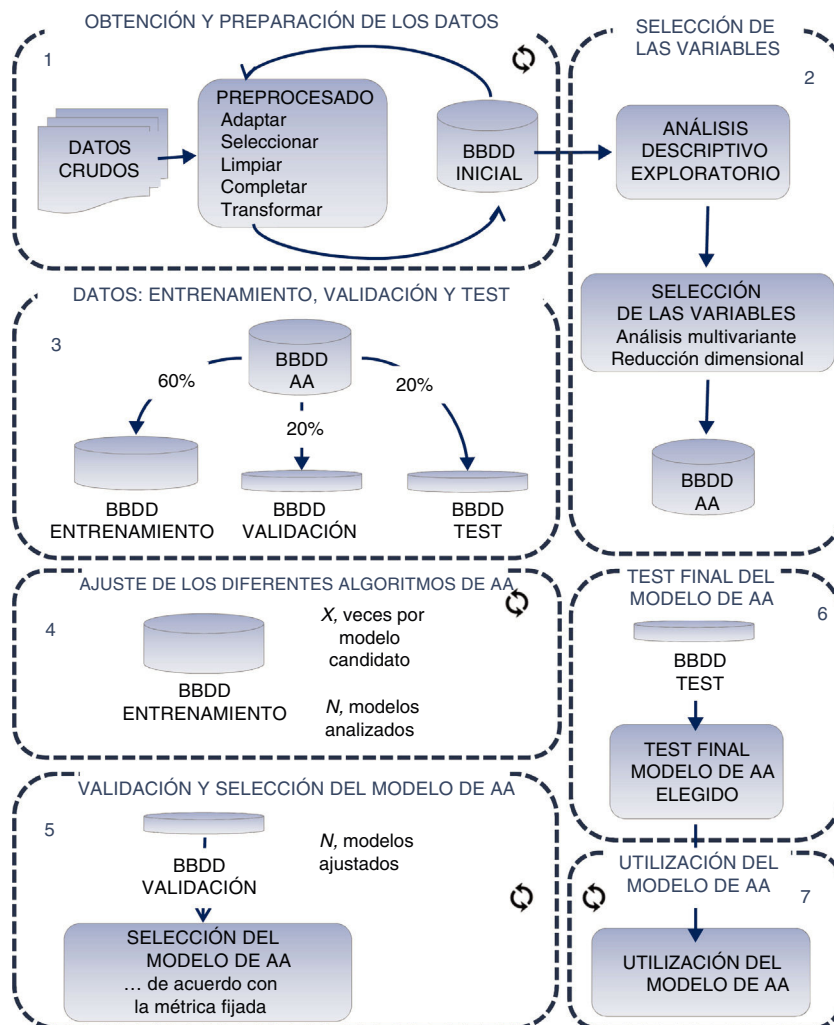 OBTENCIÓN Y PREPARACIÓN DE LOS DATOS
1
DATOS
CRUDOS
PREPROCESADO
Adaptar
Seleccionar
Limpiar
Completar
Transformar
BBDD
INICIAL
SELECCIÓN DE
LAS VARIABLES
2
ANÁLISIS
DESCRIPTIVO
EXPLORATORIO
SELECCIÓN
DE LAS VARIABLES
Análisis multivariante
Reducción dimensional
BBDD
AA
DATOS: ENTRENAMIENTO, VALIDACIÓN Y TEST
3
BBDD
AA
60%
20%
20%
BBDD
ENTRENAMIENTO
BBDD
VALIDACIÓN
BBDD
TEST
AJUSTE DE LOS DIFERENTES ALGORITMOS DE AA
4
BBDD
ENTRENAMIENTO
X, veces por
modelo
candidato
N, modelos
analizados
VALIDACIÓN Y SELECCIÓN DEL MODELO DE AA
5
BBDD
VALIDACIÓN
N, modelos
ajustados
SELECCIÓN DEL
MODELO DE AA
... de acuerdo con
la métrica fijada
TEST FINAL DEL
MODELO DE AA
6
BBDD
TEST
TEST FINAL
MODELO DE AA
ELEGIDO
UTILIZACIÓN DEL
MODELO DE AA
7
UTILIZACIÓN DEL
MODELO DE AA